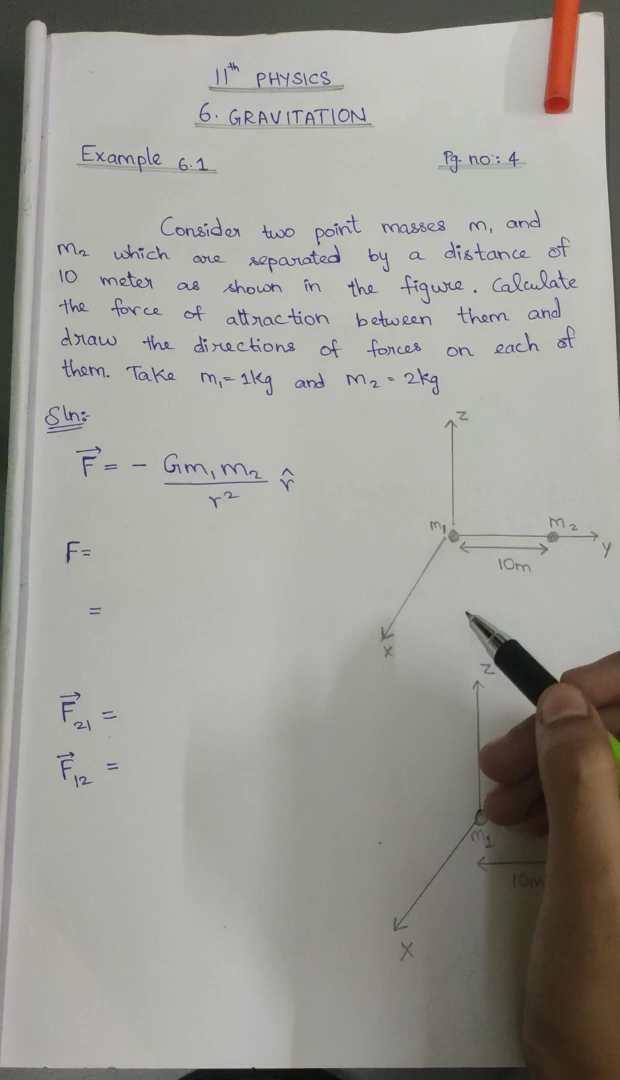 11th PHYSICS
6. GRAVITATION
Example 6.1
Pg. no: 4
Consider two point masses m₁ and
m₂ which are separated by a distance of
10 meter as shown in the figure. Calculate
the force of attraction between them and
draw the directions of forces on each of
them. Take m₁ = 1kg and m₂ = 2kg
Sln:-
F⃗ = - Gm₁m₂ / r² r̂
F=
=
F⃗₂₁ =
F⃗₁₂ =
z
m₁
m₂
y
10m
x
z
m₁
10m
x